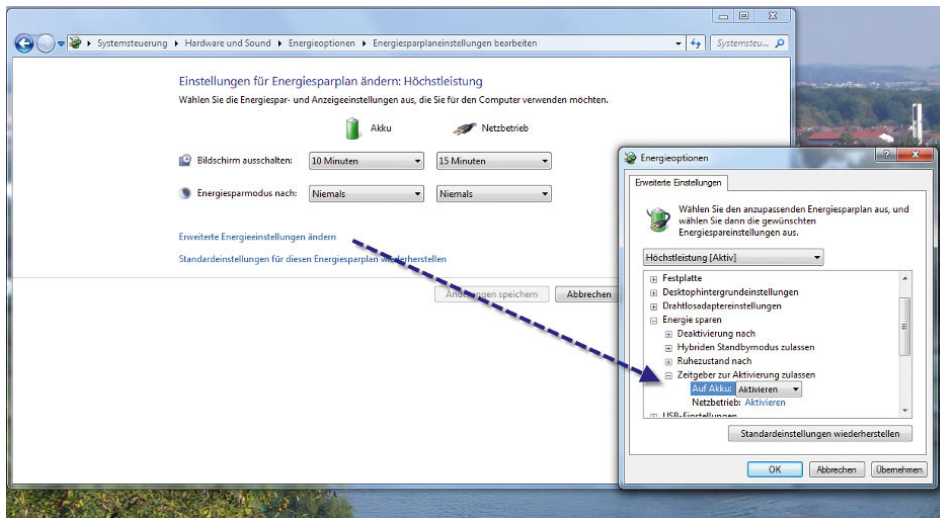 Systemsteuerung ▸ Hardware und Sound ▸ Energieoptionen ▸ Energiesparplaneinstellungen bearbeiten
Systemsteu...
Einstellungen für Energiesparplan ändern: Höchstleistung
Wählen Sie die Energiespar- und Anzeigeeinstellungen aus, die Sie für den Computer verwenden möchten.
Akku Netzbetrieb
Bildschirm ausschalten: 10 Minuten 15 Minuten
Energiesparmodus nach: Niemals Niemals
Erweiterte Energieeinstellungen ändern
Standardeinstellungen für diesen Energiesparplan wiederherstellen
Änderungen speichern Abbrechen
Energieoptionen
Erweiterte Einstellungen
Wählen Sie den anzupassenden Energiesparplan aus, und
wählen Sie dann die gewünschten
Energiespareinstellungen aus.
Höchstleistung [Aktiv]
Festplatte
Desktophintergrundeinstellungen
Drahtlosadaptereinstellungen
Energie sparen
Deaktivierung nach
Hybriden Standbymodus zulassen
Ruhezustand nach
Zeitgeber zur Aktivierung zulassen
Auf Akku: Aktivieren
Netzbetrieb: Aktivieren
USB-Einstellungen
Standardeinstellungen wiederherstellen
OK Abbrechen Übernehmen